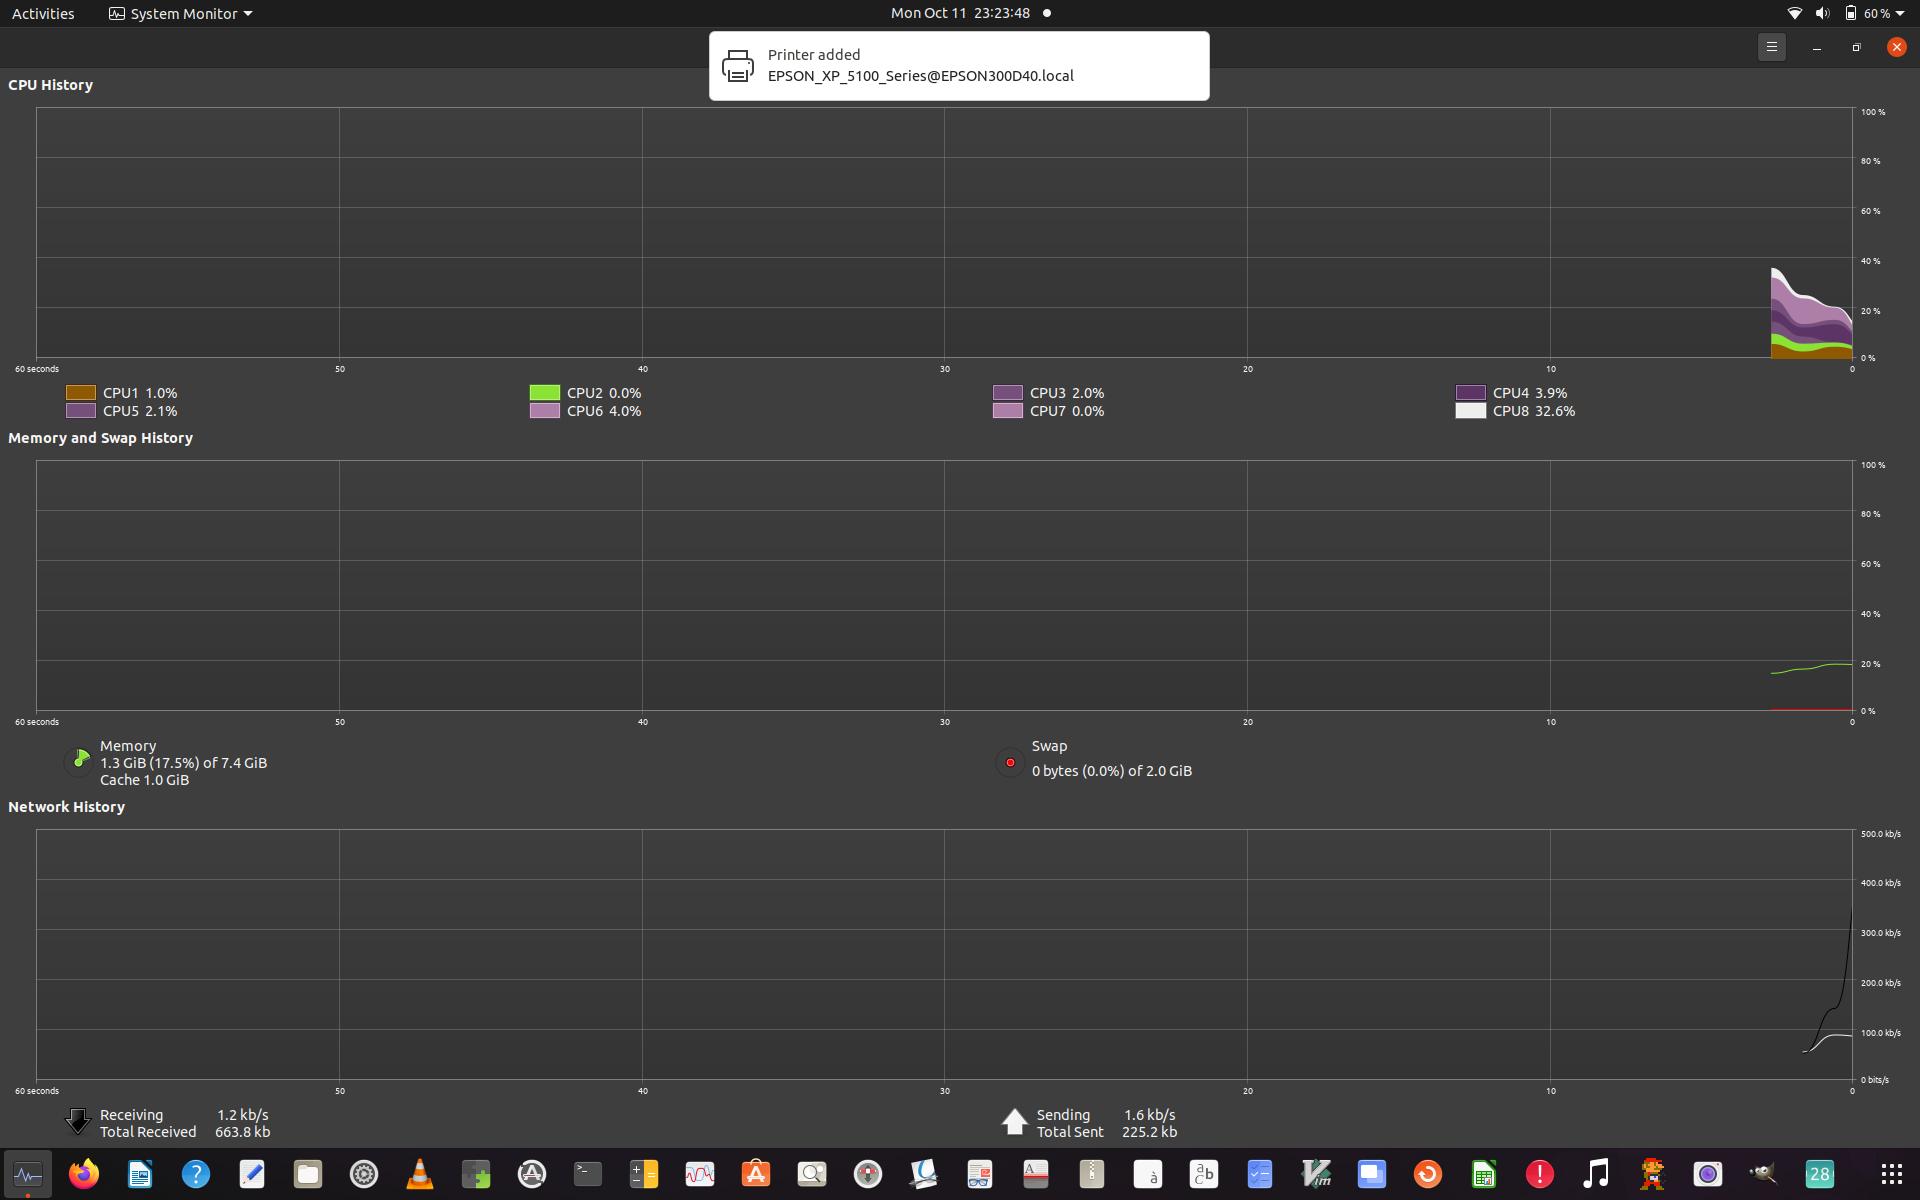 Activities
System Monitor
Mon Oct 11 23:23:48
60 %
Printer added
EPSON_XP_5100_Series@EPSON300D40.local
CPU History
100 %
80 %
60 %
40 %
20 %
0 %
60 seconds 50 40 30 20 10 0
CPU1 1.0% CPU2 0.0% CPU3 2.0% CPU4 3.9%
CPU5 2.1% CPU6 4.0% CPU7 0.0% CPU8 32.6%
Memory and Swap History
100 %
80 %
60 %
40 %
20 %
0 %
60 seconds 50 40 30 20 10 0
Memory
1.3 GiB (17.5%) of 7.4 GiB
Cache 1.0 GiB
Swap
0 bytes (0.0%) of 2.0 GiB
Network History
500.0 kb/s
400.0 kb/s
300.0 kb/s
200.0 kb/s
100.0 kb/s
0 bits/s
60 seconds 50 40 30 20 10 0
Receiving 1.2 kb/s
Total Received 663.8 kb
Sending 1.6 kb/s
Total Sent 225.2 kb
?
>_
A
à
a b c
Vim
!
28